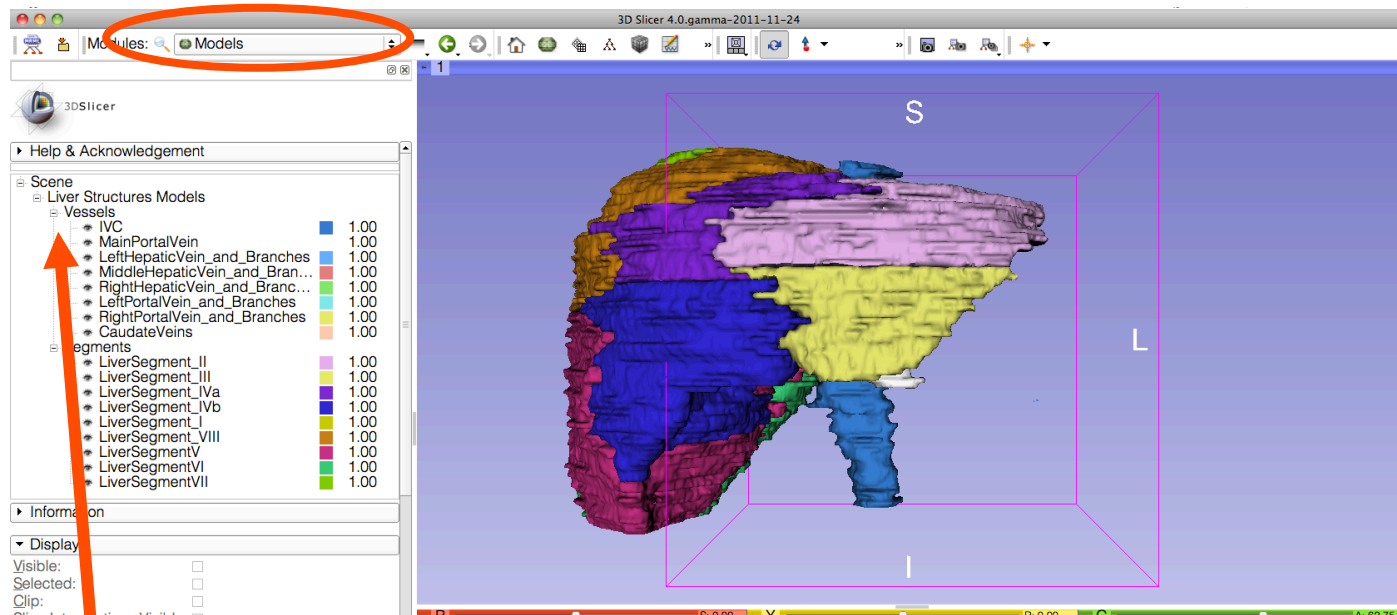 3D Slicer 4.0.gamma-2011-11-24
Modules: Models
1
3DSlicer
Help & Acknowledgement
Scene
Liver Structures Models
Vessels
IVC 1.00
MainPortalVein 1.00
LeftHepaticVein_and_Branches 1.00
MiddleHepaticVein_and_Bran... 1.00
RightHepaticVein_and_Branc... 1.00
LeftPortalVein_and_Branches 1.00
RightPortalVein_and_Branches 1.00
CaudateVeins 1.00
egments
LiverSegment_II 1.00
LiverSegment_III 1.00
LiverSegment_IVa 1.00
LiverSegment_IVb 1.00
LiverSegment_I 1.00
LiverSegment_VIII 1.00
LiverSegmentV 1.00
LiverSegmentVI 1.00
LiverSegmentVII 1.00
Information
Display
Visible:
Selected:
Clip:
S
L
I